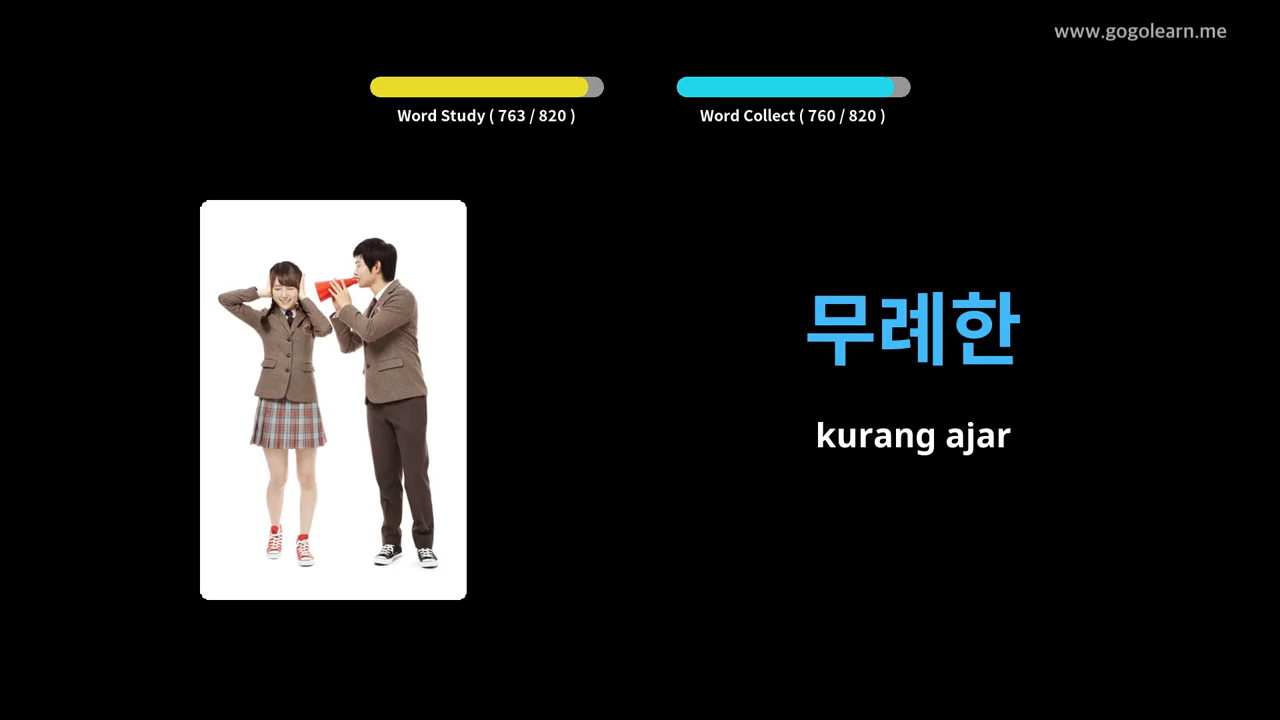 www.gogolearn.me
Word Study ( 763 / 820 )
Word Collect ( 760 / 820 )
무례한
kurang ajar